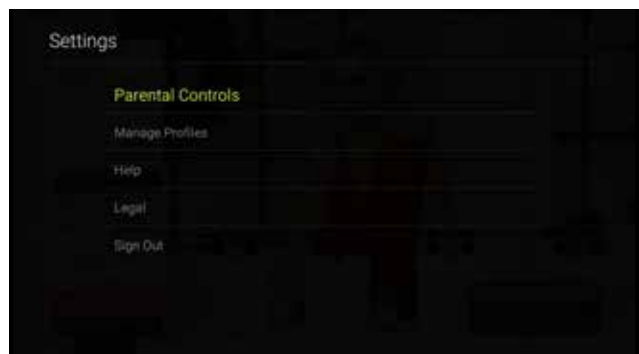 Settings
Parental Controls
Manage Profiles
Help
Legal
Sign Out